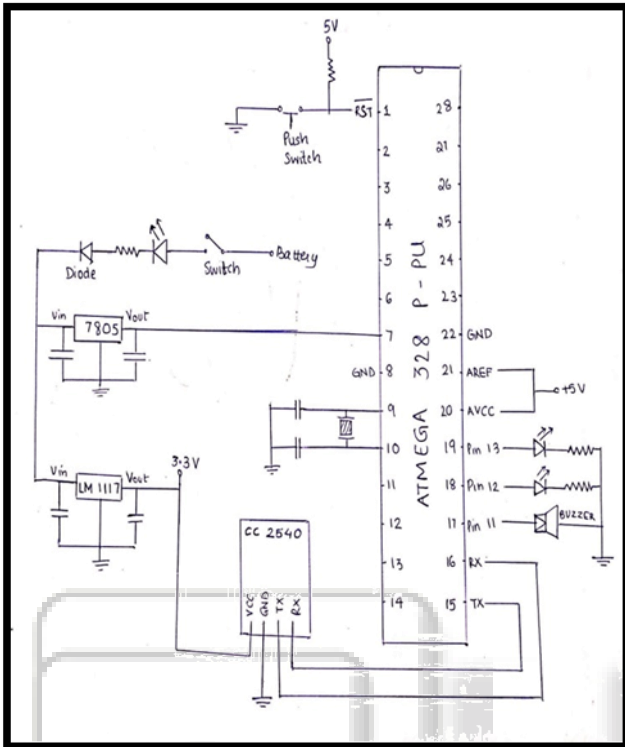 5V
RST
Push
Switch
Diode
Switch
Battery
Vin
7805
Vout
Vin
LM 1117
Vout
3.3V
CC 2540
VCC
GND
TX
RX
ATMEGA 328 P-PU
1
2
3
4
5
6
7
GND 8
9
10
11
12
13
14
28
27
26
25
24
23
22 GND
21 AREF
20 AVCC
+5V
19 Pin 13
18 Pin 12
17 Pin 11
BUZZER
16 RX
15 TX